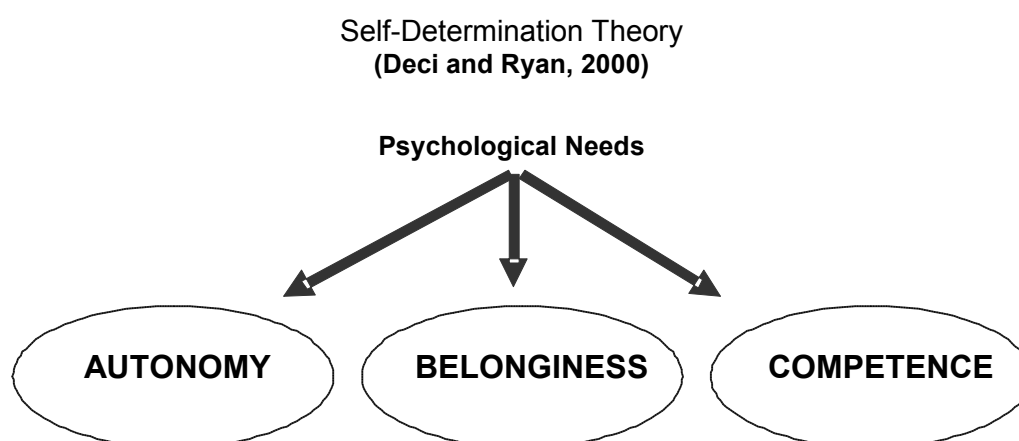 Self-Determination Theory
(Deci and Ryan, 2000)
Psychological Needs
AUTONOMY
BELONGINESS
COMPETENCE